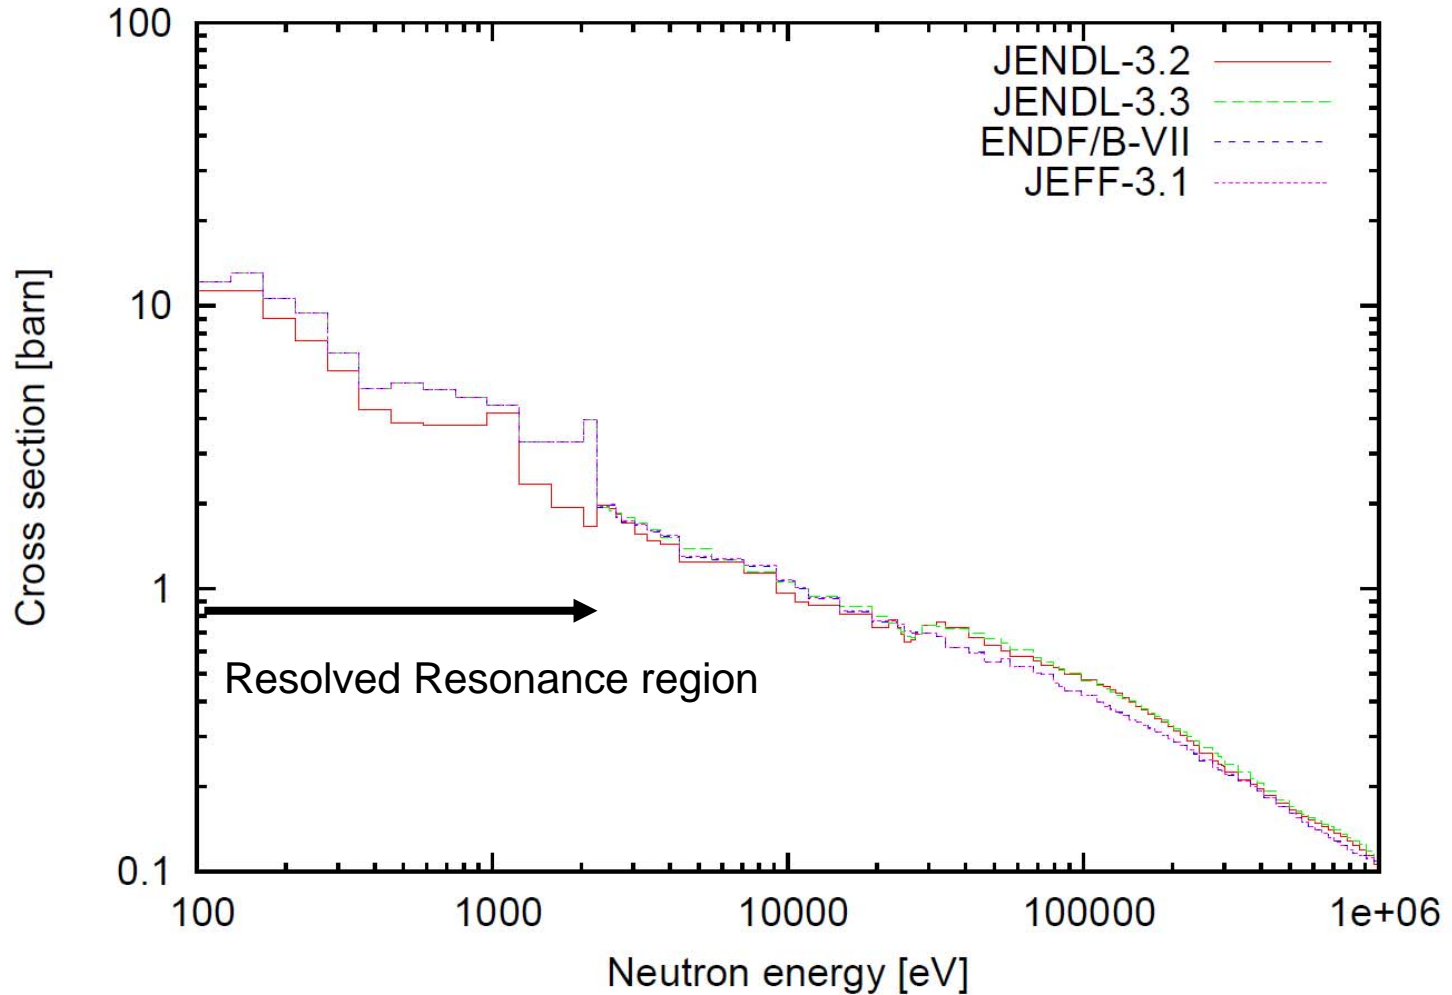 100
10
1
0.1
Cross section [barn]
JENDL-3.2
JENDL-3.3
ENDF/B-VII
JEFF-3.1
Resolved Resonance region
100 1000 10000 100000 1e+06
Neutron energy [eV]